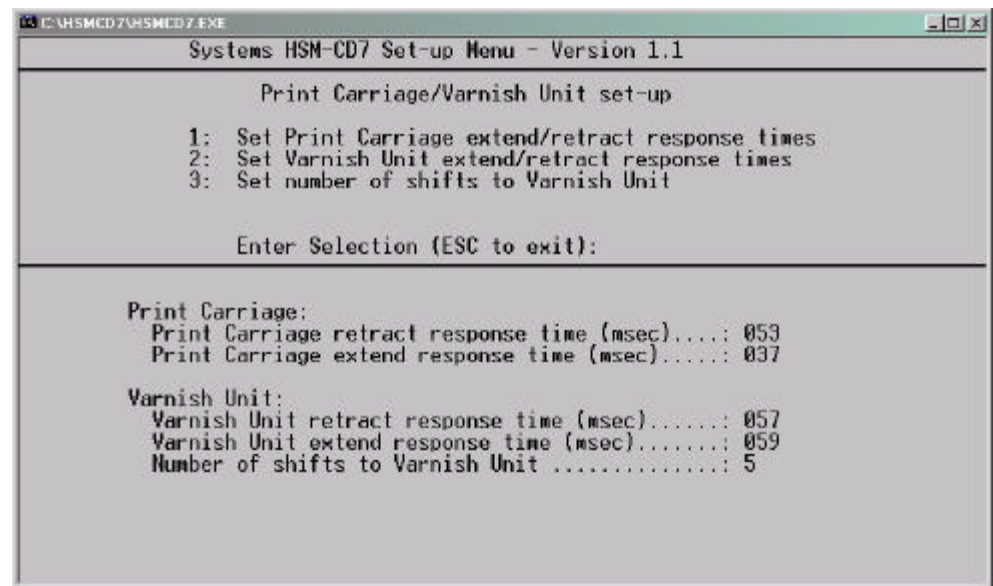 C:\HSMCD7\HSMCD7.EXE
Systems HSM-CD7 Set-up Menu - Version 1.1
Print Carriage/Varnish Unit set-up
1: Set Print Carriage extend/retract response times
2: Set Varnish Unit extend/retract response times
3: Set number of shifts to Varnish Unit
Enter Selection (ESC to exit):
Print Carriage:
Print Carriage retract response time (msec)....: 053
Print Carriage extend response time (msec).....: 037
Varnish Unit:
Varnish Unit retract response time (msec)......: 057
Varnish Unit extend response time (msec).......: 059
Number of shifts to Varnish Unit ..............: 5